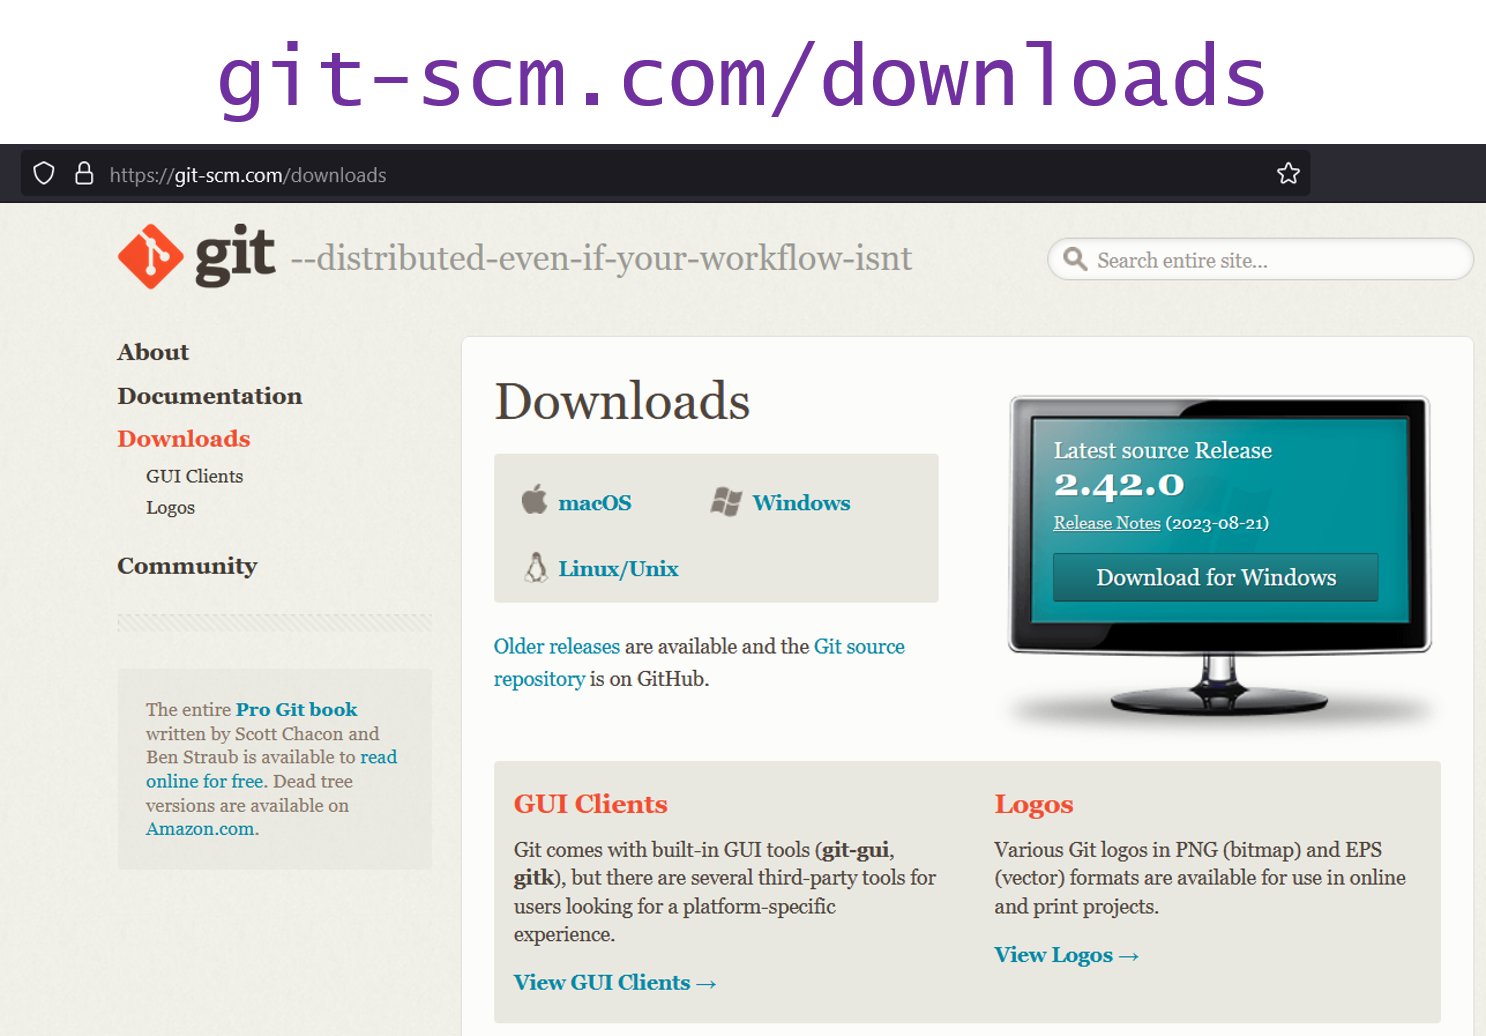 git-scm.com/downloads
https://git-scm.com/downloads
git --distributed-even-if-your-workflow-isnt
Search entire site...
About
Documentation
Downloads
GUI Clients
Logos
Community
The entire Pro Git book
written by Scott Chacon and
Ben Straub is available to read
online for free. Dead tree
versions are available on
Amazon.com.
Downloads
macOS
Windows
Linux/Unix
Older releases are available and the Git source
repository is on GitHub.
Latest source Release
2.42.0
Release Notes (2023-08-21)
Download for Windows
GUI Clients
Git comes with built-in GUI tools (git-gui,
gitk), but there are several third-party tools for
users looking for a platform-specific
experience.
View GUI Clients →
Logos
Various Git logos in PNG (bitmap) and EPS
(vector) formats are available for use in online
and print projects.
View Logos →